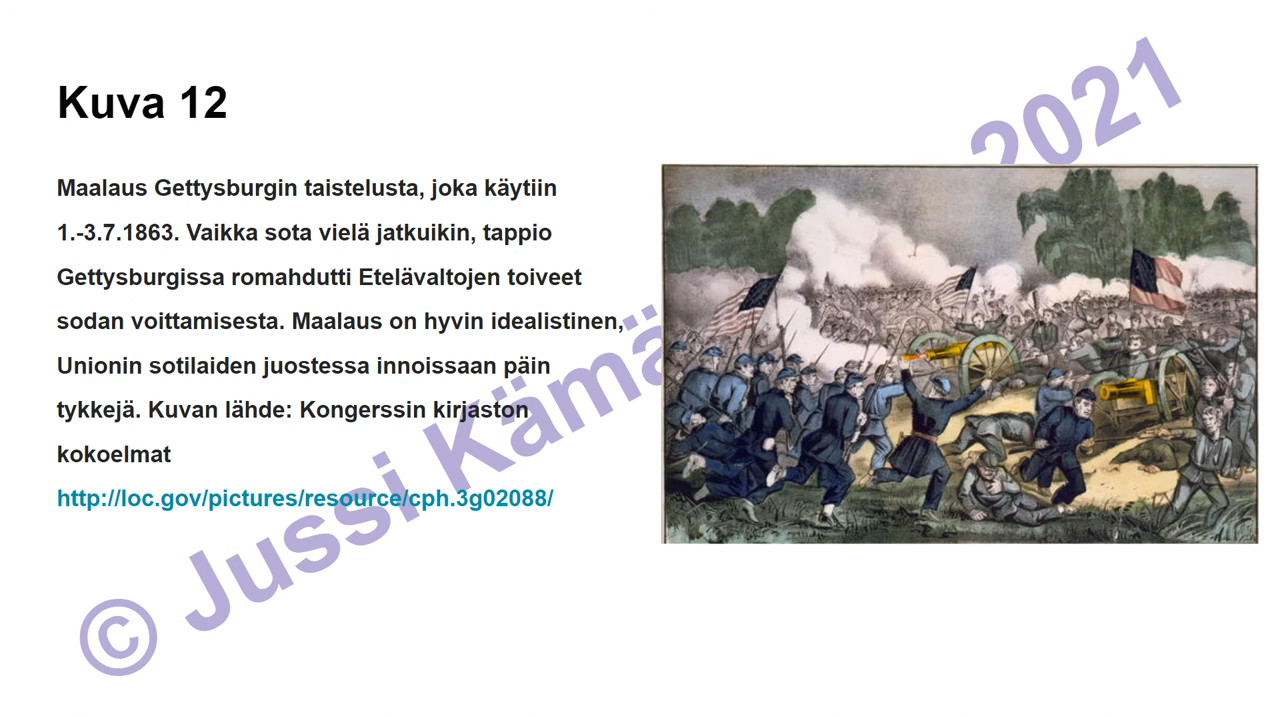 Kuva 12
Maalaus Gettysburgin taistelusta, joka käytiin
1.-3.7.1863. Vaikka sota vielä jatkuikin, tappio
Gettysburgissa romahdutti Etelävaltojen toiveet
sodan voittamisesta. Maalaus on hyvin idealistinen,
Unionin sotilaiden juostessa innoissaan päin
tykkejä. Kuvan lähde: Kongerssin kirjaston
kokoelmat
http://loc.gov/pictures/resource/cph.3g02088/
© Jussi Kämä
2021